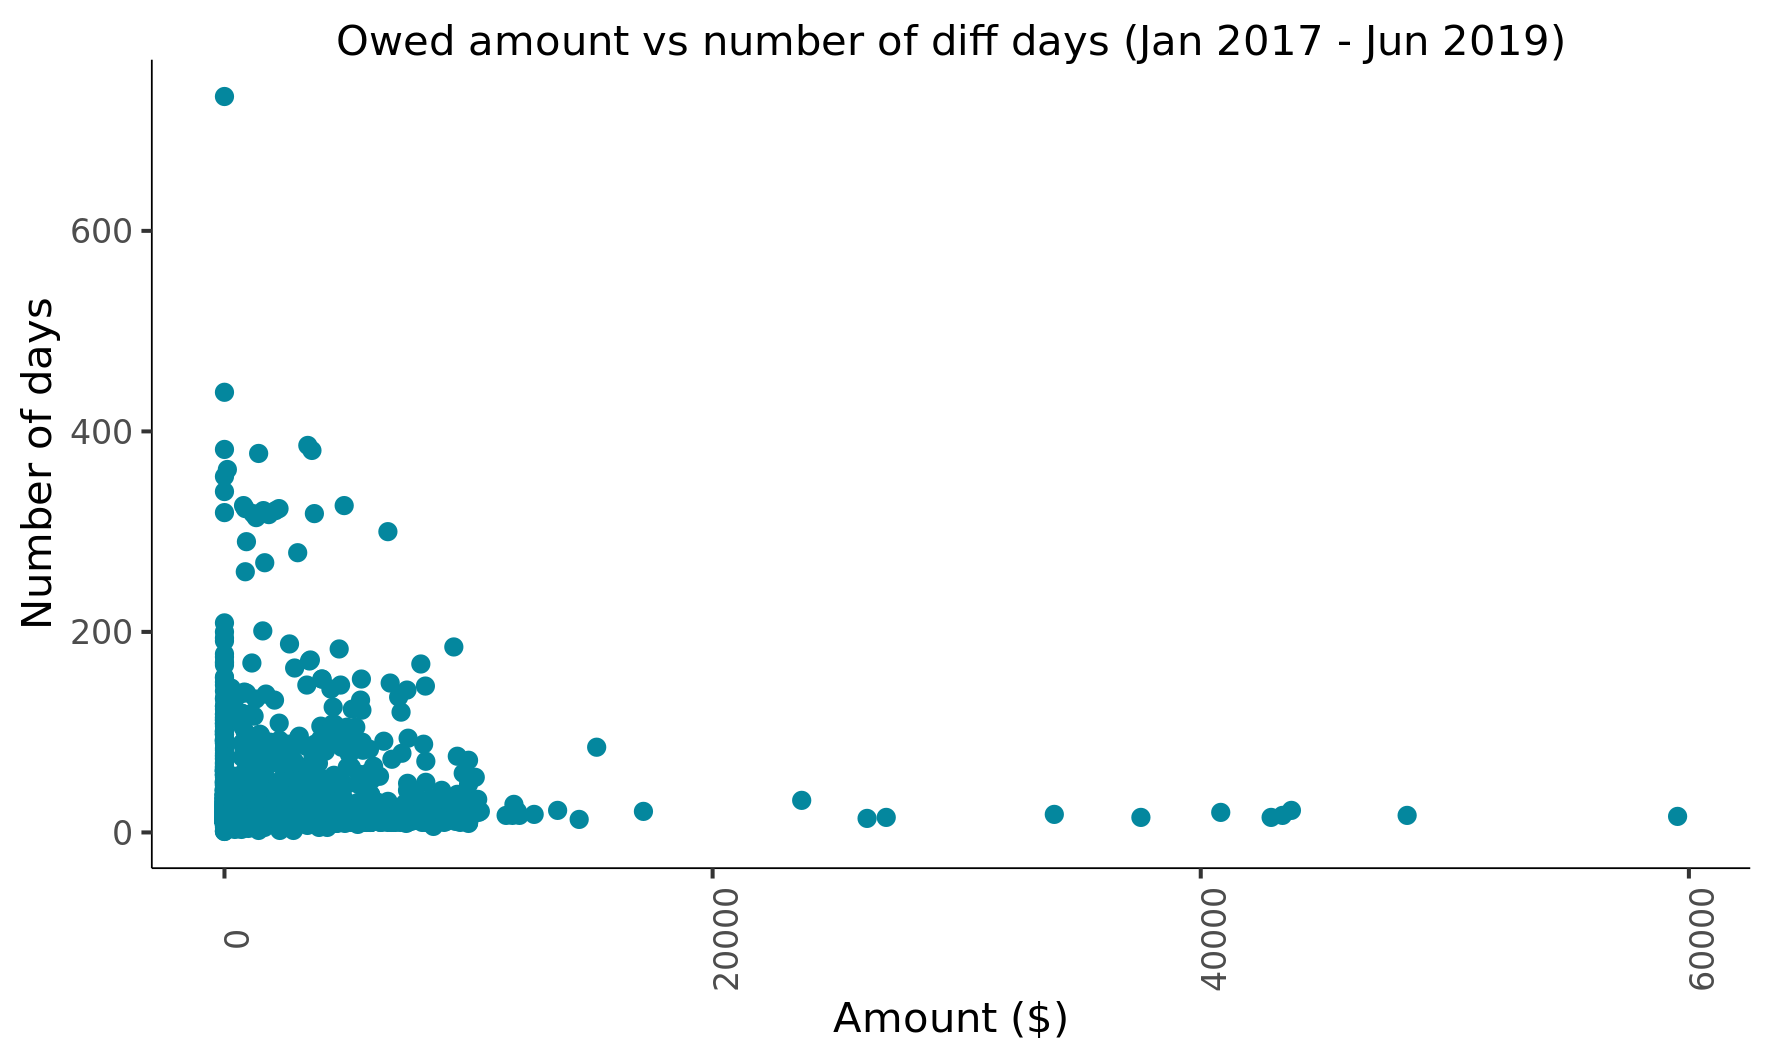 Owed amount vs number of diff days (Jan 2017 - Jun 2019)
Number of days
600
400
200
0
0
20000
40000
60000
Amount ($)